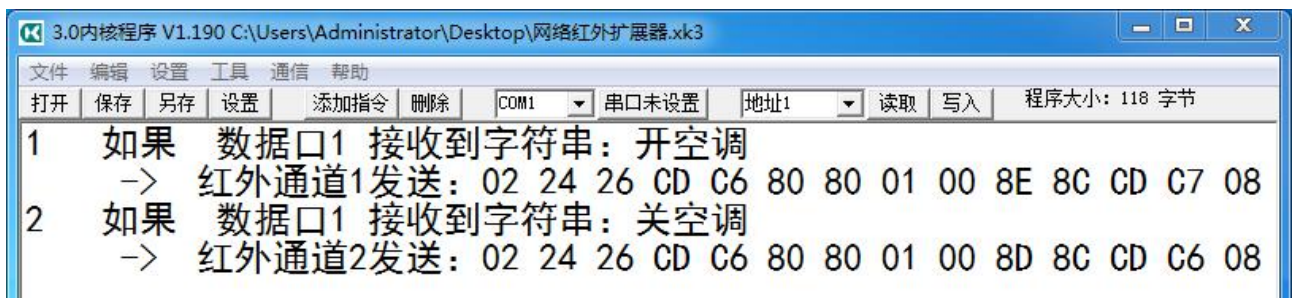 3.0内核程序 V1.190 C:\Users\Administrator\Desktop\网络红外扩展器.xk3
文件 编辑 设置 工具 通信 帮助
打开 保存 另存 设置 添加指令 删除 COM1 串口未设置 地址1 读取 写入 程序大小: 118 字节
1 如果 数据口1 接收到字符串: 开空调
-> 红外通道1发送: 02 24 26 CD C6 80 80 01 00 8E 8C CD C7 08
2 如果 数据口1 接收到字符串: 关空调
-> 红外通道2发送: 02 24 26 CD C6 80 80 01 00 8D 8C CD C6 08